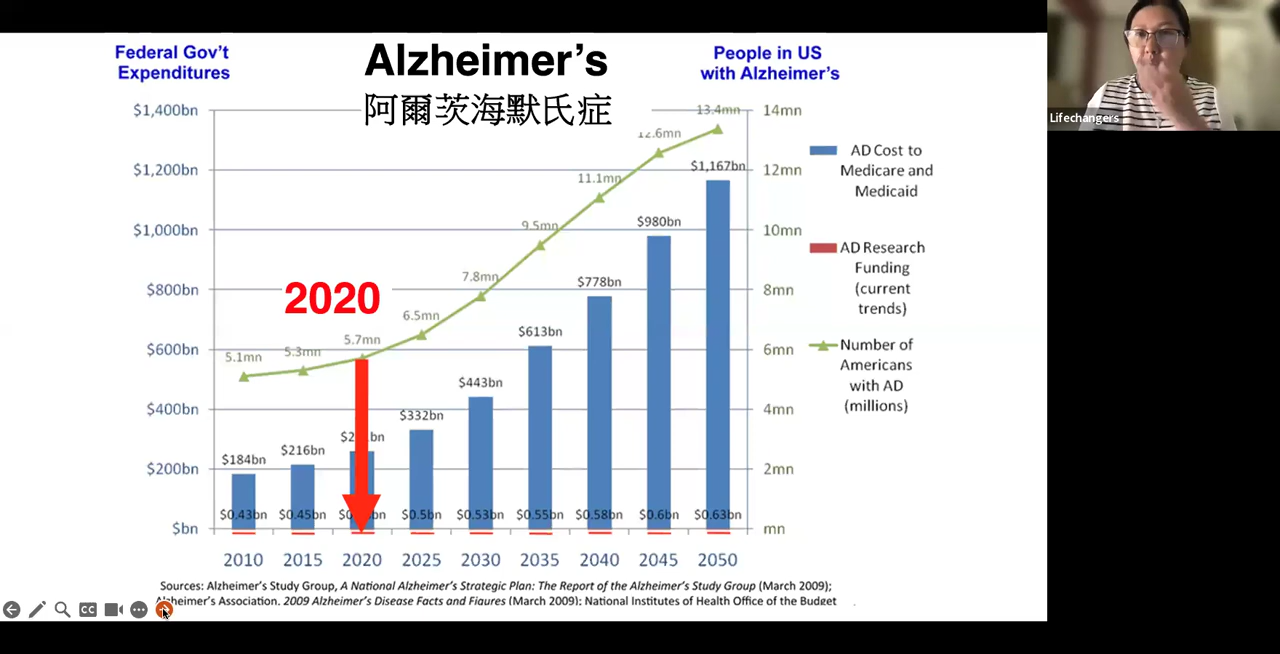 Federal Gov't
Expenditures
Alzheimer's
阿爾茨海默氏症
People in US
with Alzheimer's
Lifechangers
$1,400bn
$1,200bn
$1,000bn
$800bn
$600bn
$400bn
$200bn
$bn
14mn
12mn
10mn
8mn
6mn
4mn
2mn
mn
2020
5.1mn
5.3mn
5.7mn
6.5mn
7.8mn
9.5mn
11.1mn
12.6mn
13.4mn
$184bn
$216bn
$332bn
$443bn
$613bn
$778bn
$980bn
$1,167bn
$0.43bn
$0.45bn
$0.5bn
$0.53bn
$0.55bn
$0.58bn
$0.6bn
$0.63bn
2010 2015 2020 2025 2030 2035 2040 2045 2050
AD Cost to
Medicare and
Medicaid
AD Research
Funding
(current
trends)
Number of
Americans
with AD
(millions)
Sources: Alzheimer's Study Group, A National Alzheimer's Strategic Plan: The Report of the Alzheimer's Study Group (March 2009);
Alzheimer's Association, 2009 Alzheimer's Disease Facts and Figures (March 2009); National Institutes of Health Office of the Budget
CC